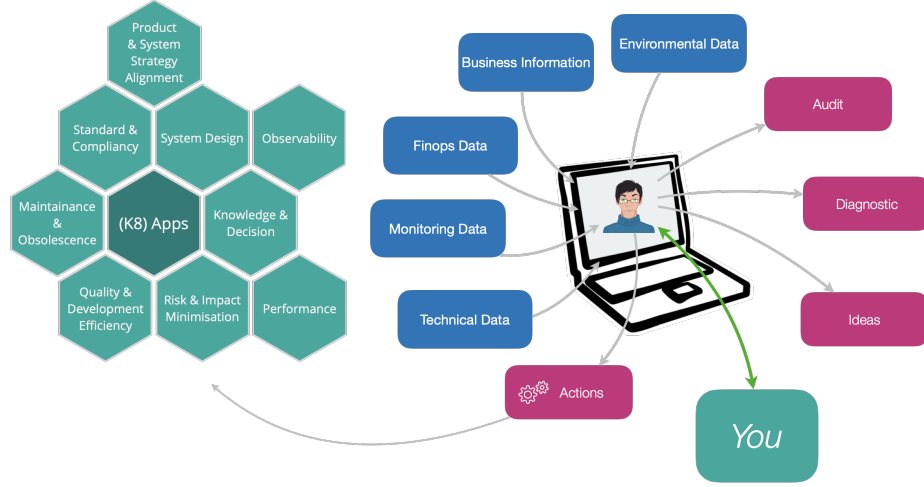 Product
& System
Strategy
Alignment
Standard &
Compliancy
System Design
Observability
Maintainance
&
Obsolescence
(K8) Apps
Knowledge &
Decision
Quality &
Development
Efficiency
Risk & Impact
Minimisation
Performance
Business Information
Environmental Data
Finops Data
Monitoring Data
Technical Data
Audit
Diagnostic
Ideas
Actions
You